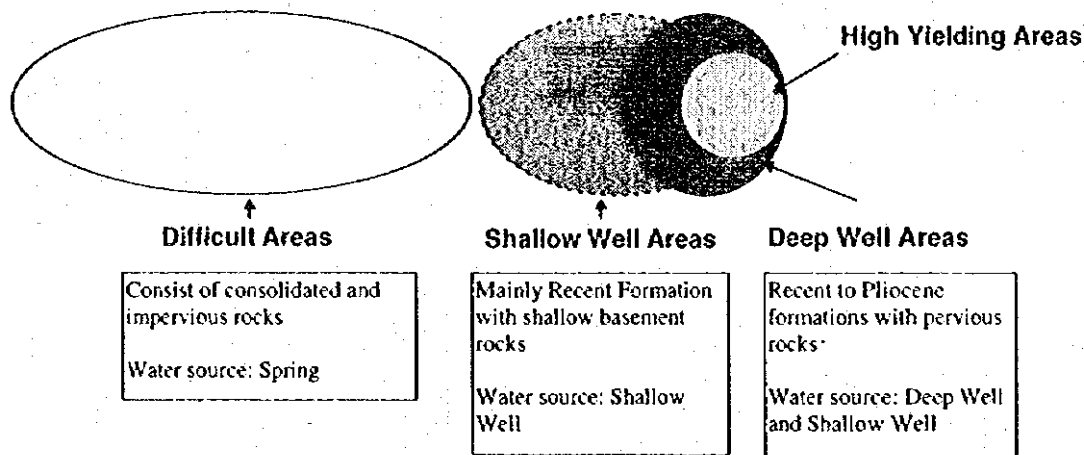 High Yielding Areas
Difficult Areas
Shallow Well Areas
Deep Well Areas
Consist of consolidated and
impervious rocks
Water source: Spring
Mainly Recent Formation
with shallow basement
rocks
Water source: Shallow
Well
Recent to Pliocene
formations with pervious
rocks
Water source: Deep Well
and Shallow Well